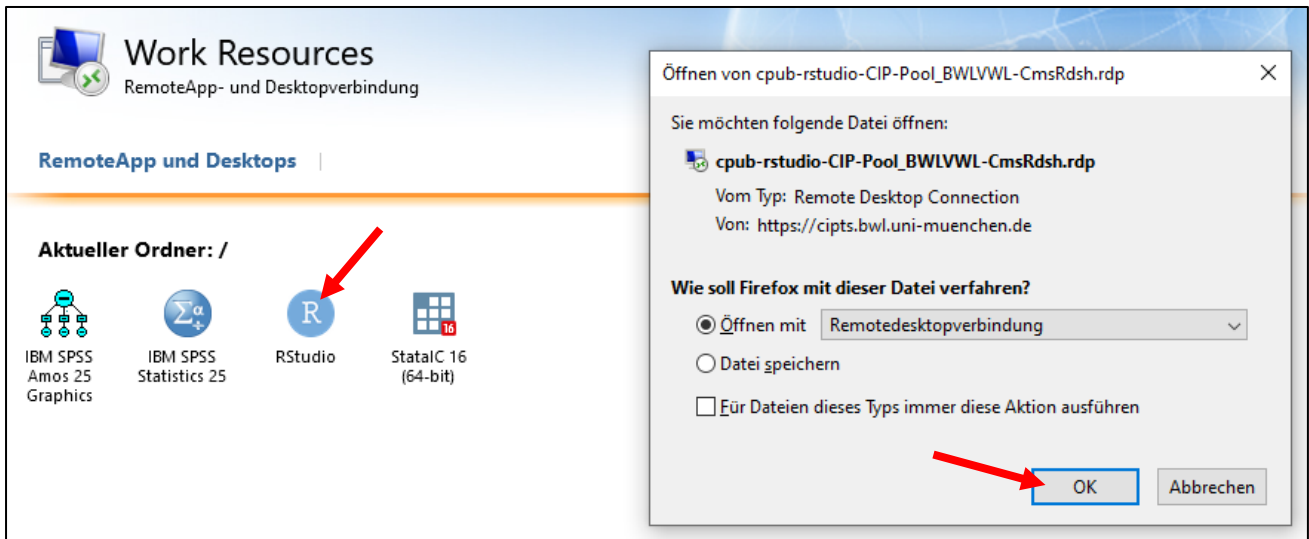 Work Resources
RemoteApp- und Desktopverbindung
RemoteApp und Desktops |
Aktueller Ordner: /
IBM SPSS
Amos 25
Graphics
IBM SPSS
Statistics 25
R
RStudio
16
StataIC 16
(64-bit)
Öffnen von cpub-rstudio-CIP-Pool_BWLVWL-CmsRdsh.rdp
Sie möchten folgende Datei öffnen:
cpub-rstudio-CIP-Pool_BWLVWL-CmsRdsh.rdp
Vom Typ: Remote Desktop Connection
Von: https://cipts.bwl.uni-muenchen.de
Wie soll Firefox mit dieser Datei verfahren?
Öffnen mit Remotedesktopverbindung
Datei speichern
Für Dateien dieses Typs immer diese Aktion ausführen
OK Abbrechen